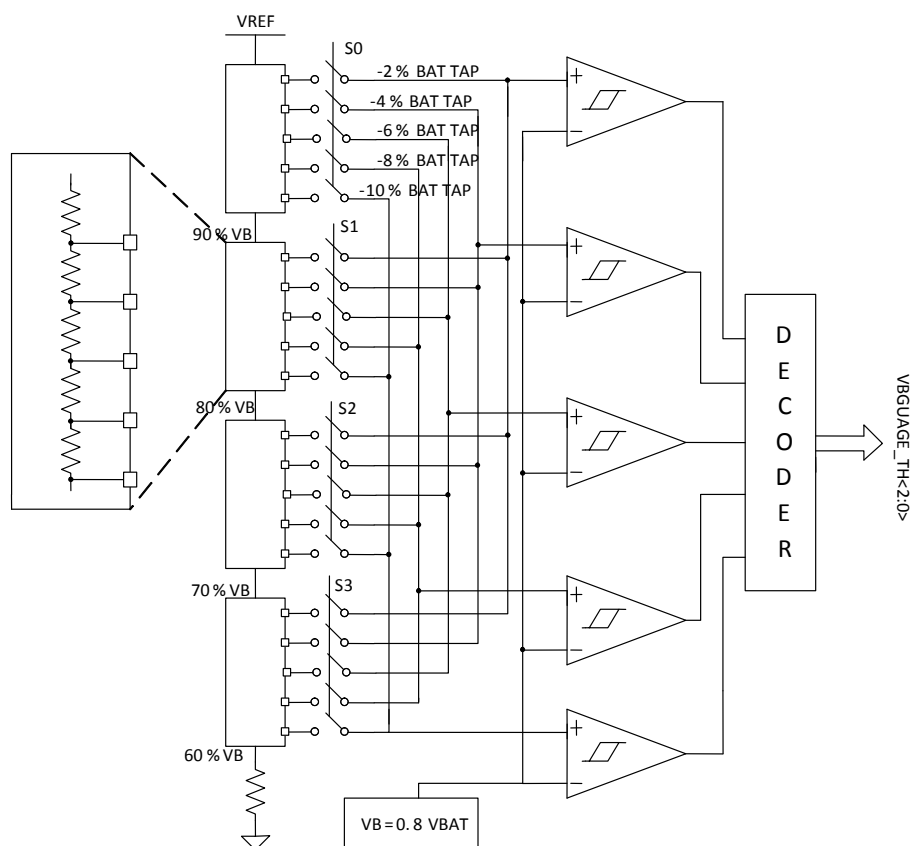 VREF
S0
-2 % BAT TAP
-4 % BAT TAP
-6 % BAT TAP
-8 % BAT TAP
-10 % BAT TAP
90 % VB
S1
80 % VB
S2
70 % VB
S3
60 % VB
VB = 0. 8 VBAT
+
−
+
−
+
−
+
−
+
−
D
E
C
O
D
E
R
VBGUAGE_TH<2:0>